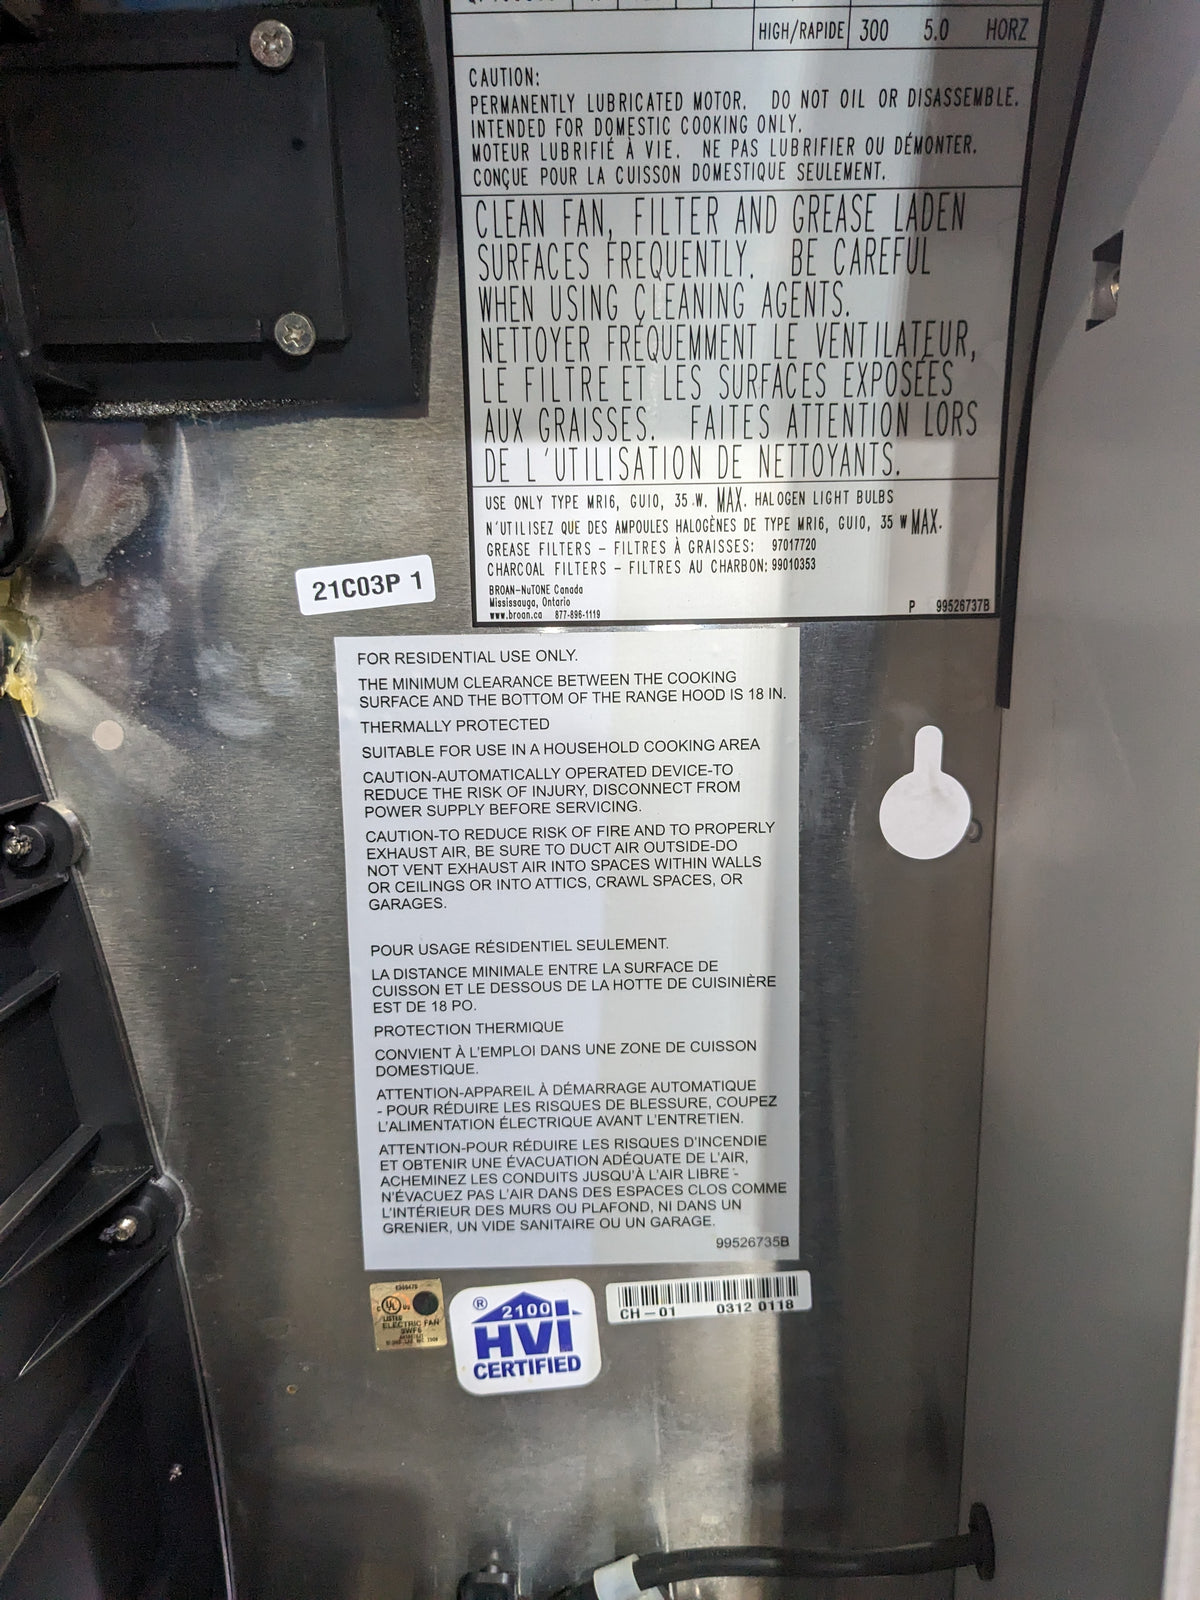 HIGH/RAPIDE 300 5.0 HORZ
CAUTION:
PERMANENTLY LUBRICATED MOTOR. DO NOT OIL OR DISASSEMBLE.
INTENDED FOR DOMESTIC COOKING ONLY.
MOTEUR LUBRIFIÉ À VIE. NE PAS LUBRIFIER OU DÉMONTER.
CONÇUE POUR LA CUISSON DOMESTIQUE SEULEMENT.
CLEAN FAN, FILTER AND GREASE LADEN
SURFACES FREQUENTLY. BE CAREFUL
WHEN USING CLEANING AGENTS.
NETTOYER FRÉQUEMMENT LE VENTILATEUR,
LE FILTRE ET LES SURFACES EXPOSÉES
AUX GRAISSES. FAITES ATTENTION LORS
DE L'UTILISATION DE NETTOYANTS.
USE ONLY TYPE MR16, GU10, 35 W. MAX. HALOGEN LIGHT BULBS
N'UTILISEZ QUE DES AMPOULES HALOGÈNES DE TYPE MR16, GU10, 35 W MAX.
GREASE FILTERS - FILTRES À GRAISSES: 97017720
CHARCOAL FILTERS - FILTRES AU CHARBON: 99010353
BROAN-NuTONE Canada
Mississauga, Ontario
www.broan.ca 877-896-1119
P 99526737B
21C03P 1
FOR RESIDENTIAL USE ONLY.
THE MINIMUM CLEARANCE BETWEEN THE COOKING
SURFACE AND THE BOTTOM OF THE RANGE HOOD IS 18 IN.
THERMALLY PROTECTED
SUITABLE FOR USE IN A HOUSEHOLD COOKING AREA
CAUTION-AUTOMATICALLY OPERATED DEVICE-TO
REDUCE THE RISK OF INJURY, DISCONNECT FROM
POWER SUPPLY BEFORE SERVICING.
CAUTION-TO REDUCE RISK OF FIRE AND TO PROPERLY
EXHAUST AIR, BE SURE TO DUCT AIR OUTSIDE-DO
NOT VENT EXHAUST AIR INTO SPACES WITHIN WALLS
OR CEILINGS OR INTO ATTICS, CRAWL SPACES, OR
GARAGES.
POUR USAGE RÉSIDENTIEL SEULEMENT.
LA DISTANCE MINIMALE ENTRE LA SURFACE DE
CUISSON ET LE DESSOUS DE LA HOTTE DE CUISINIÈRE
EST DE 18 PO.
PROTECTION THERMIQUE
CONVIENT À L'EMPLOI DANS UNE ZONE DE CUISSON
DOMESTIQUE.
ATTENTION-APPAREIL À DÉMARRAGE AUTOMATIQUE
- POUR RÉDUIRE LES RISQUES DE BLESSURE, COUPEZ
L'ALIMENTATION ÉLECTRIQUE AVANT L'ENTRETIEN.
ATTENTION-POUR RÉDUIRE LES RISQUES D'INCENDIE
ET OBTENIR UNE ÉVACUATION ADÉQUATE DE L'AIR,
ACHEMINEZ LES CONDUITS JUSQU'À L'AIR LIBRE -
N'ÉVACUEZ PAS L'AIR DANS DES ESPACES CLOS COMME
L'INTÉRIEUR DES MURS OU PLAFOND, NI DANS UN
GRENIER, UN VIDE SANITAIRE OU UN GARAGE.
99526735B
C UL US
LISTED
ELECTRIC FAN
® 2100
HVI
CERTIFIED
CH-01 0312 0118